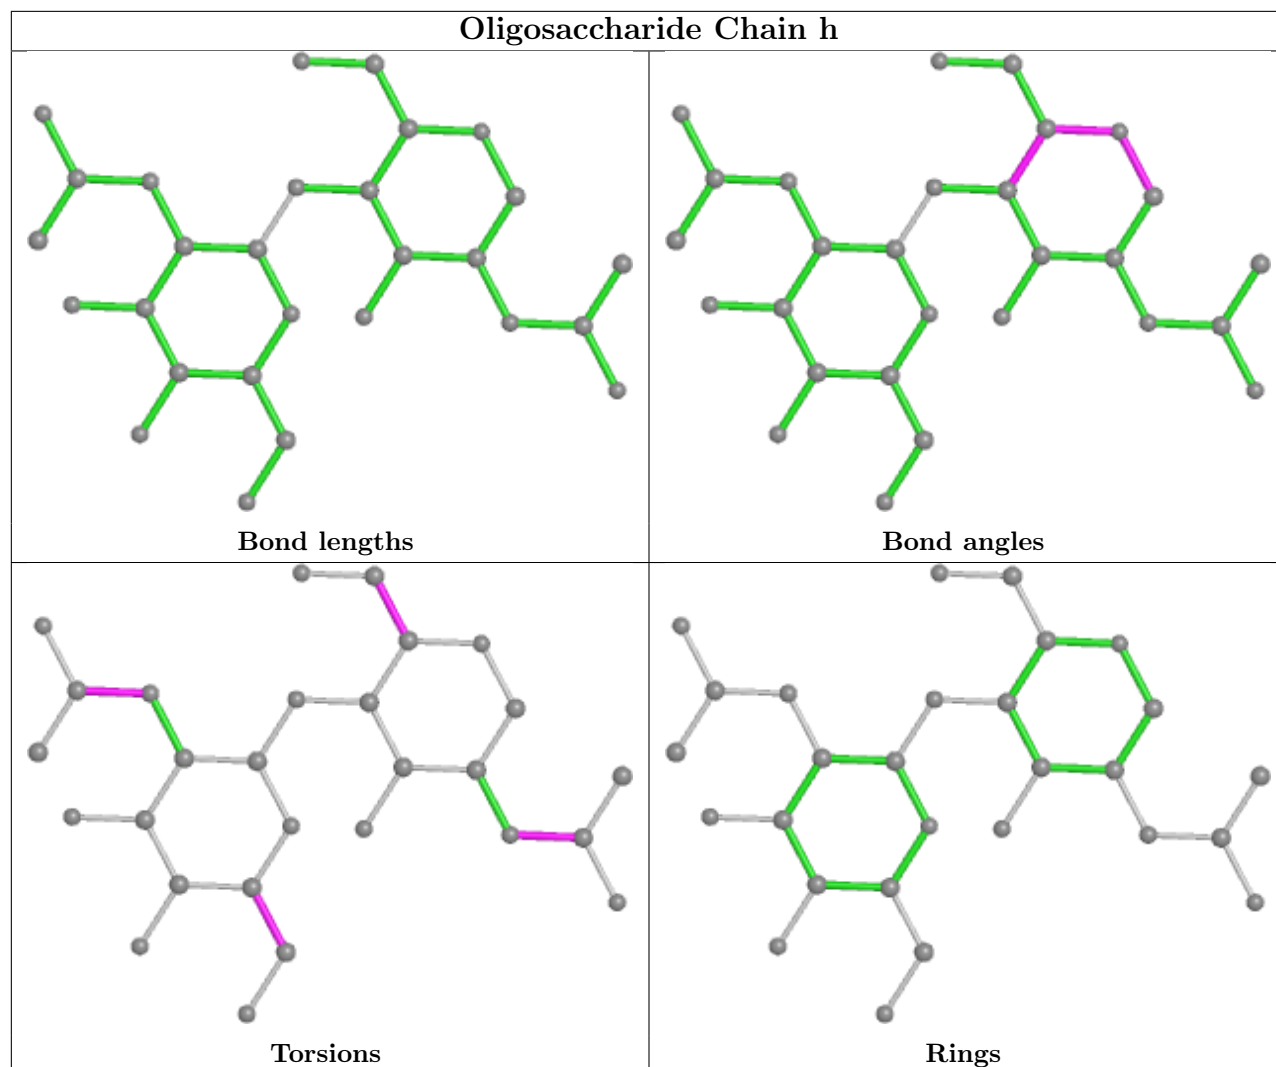 Oligosaccharide Chain h
Bond lengths
Bond angles
Torsions
Rings